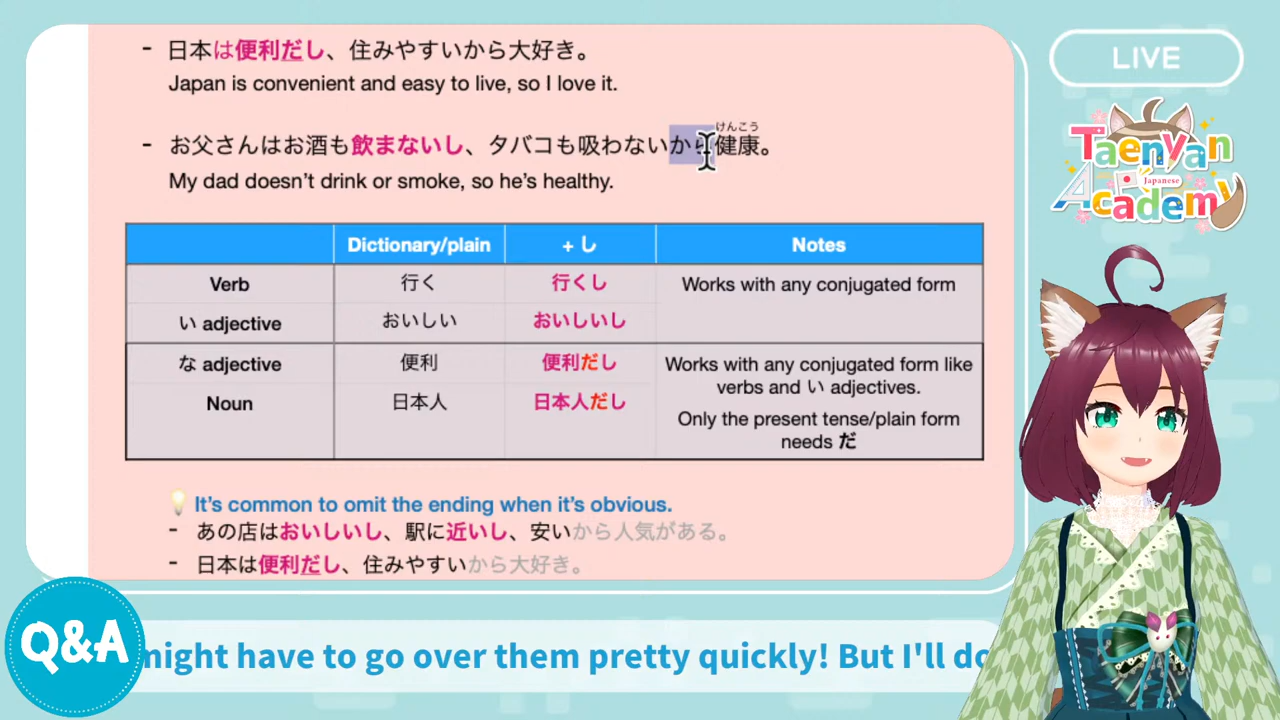 - 日本は便利だし、住みやすいから大好き。
Japan is convenient and easy to live, so I love it.
けんこう
- お父さんはお酒も飲まないし、タバコも吸わないから健康。
My dad doesn't drink or smoke, so he's healthy.
Dictionary/plain + し Notes
Verb 行く 行くし Works with any conjugated form
い adjective おいしい おいしいし
な adjective 便利 便利だし Works with any conjugated form like
verbs and い adjectives.
Noun 日本人 日本人だし Only the present tense/plain form
needs だ
It's common to omit the ending when it's obvious.
- あの店はおいしいし、駅に近いし、安いから人気がある。
- 日本は便利だし、住みやすいから大好き。
LIVE
Taenyan
Japanese
Academy
Q&A
might have to go over them pretty quickly! But I'll do